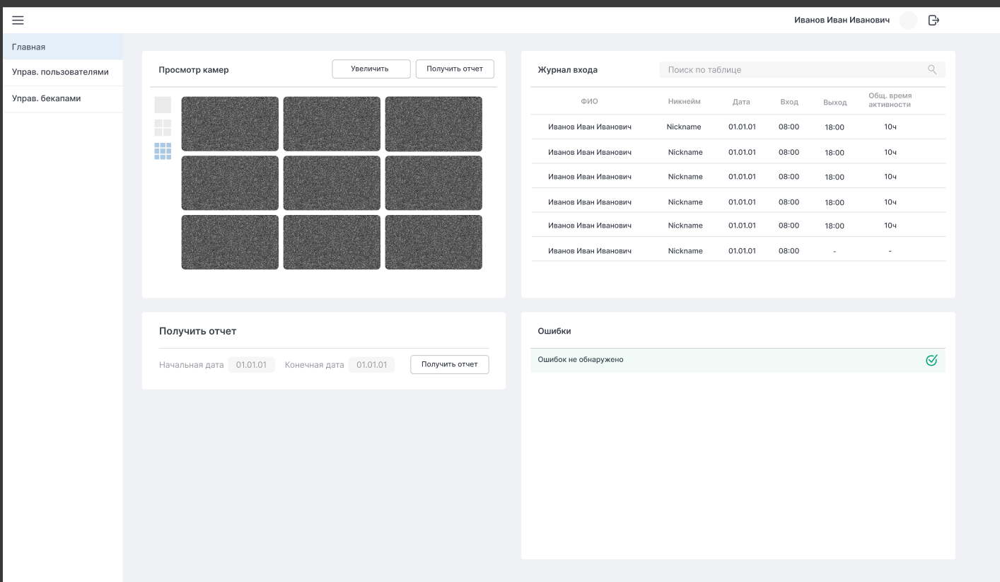 Иванов Иван Иванович
Главная
Управ. пользователями
Управ. бекапами
Просмотр камер
Увеличить
Получить отчет
Журнал входа
Поиск по таблице
ФИО Никнейм Дата Вход Выход Общ. время
активности
Иванов Иван Иванович Nickname 01.01.01 08:00 18:00 10ч
Иванов Иван Иванович Nickname 01.01.01 08:00 18:00 10ч
Иванов Иван Иванович Nickname 01.01.01 08:00 18:00 10ч
Иванов Иван Иванович Nickname 01.01.01 08:00 18:00 10ч
Иванов Иван Иванович Nickname 01.01.01 08:00 18:00 10ч
Иванов Иван Иванович Nickname 01.01.01 08:00 - -
Получить отчет
Начальная дата 01.01.01 Конечная дата 01.01.01 Получить отчет
Ошибки
Ошибок не обнаружено